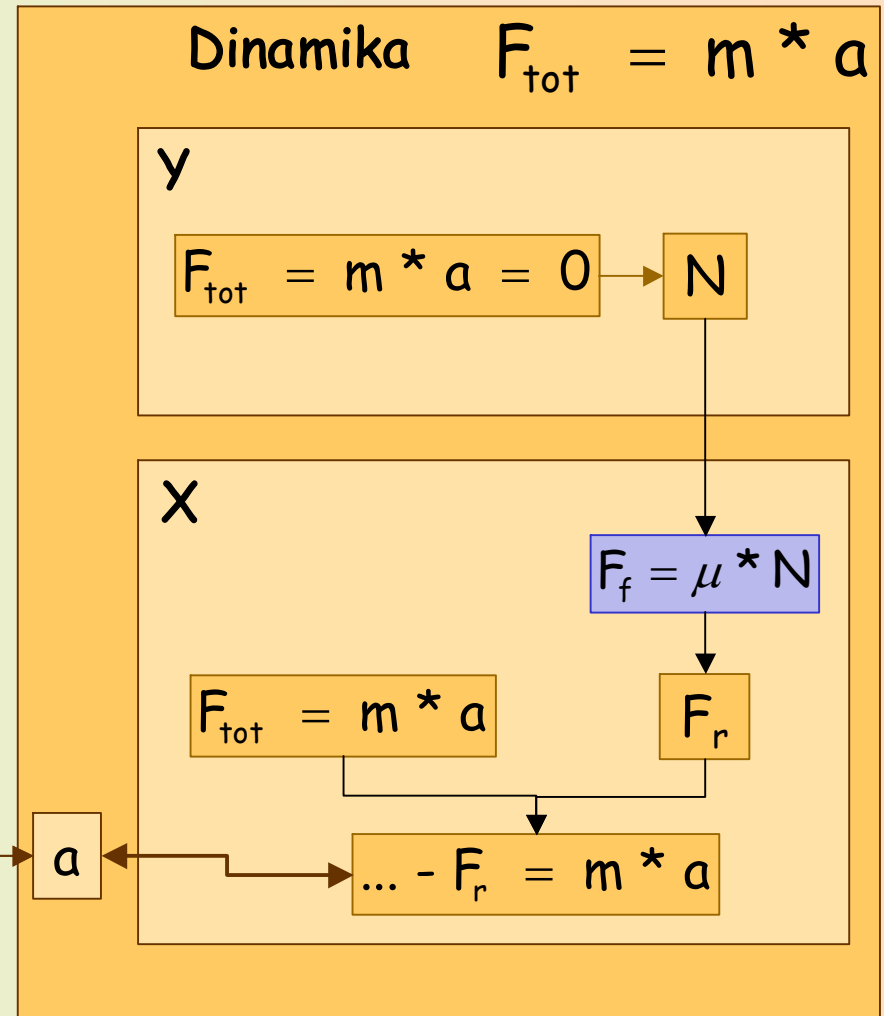 Dinamika F_tot = m * a
Y
F_tot = m * a = 0
N
X
F_f = μ * N
F_tot = m * a
F_r
a
... - F_r = m * a